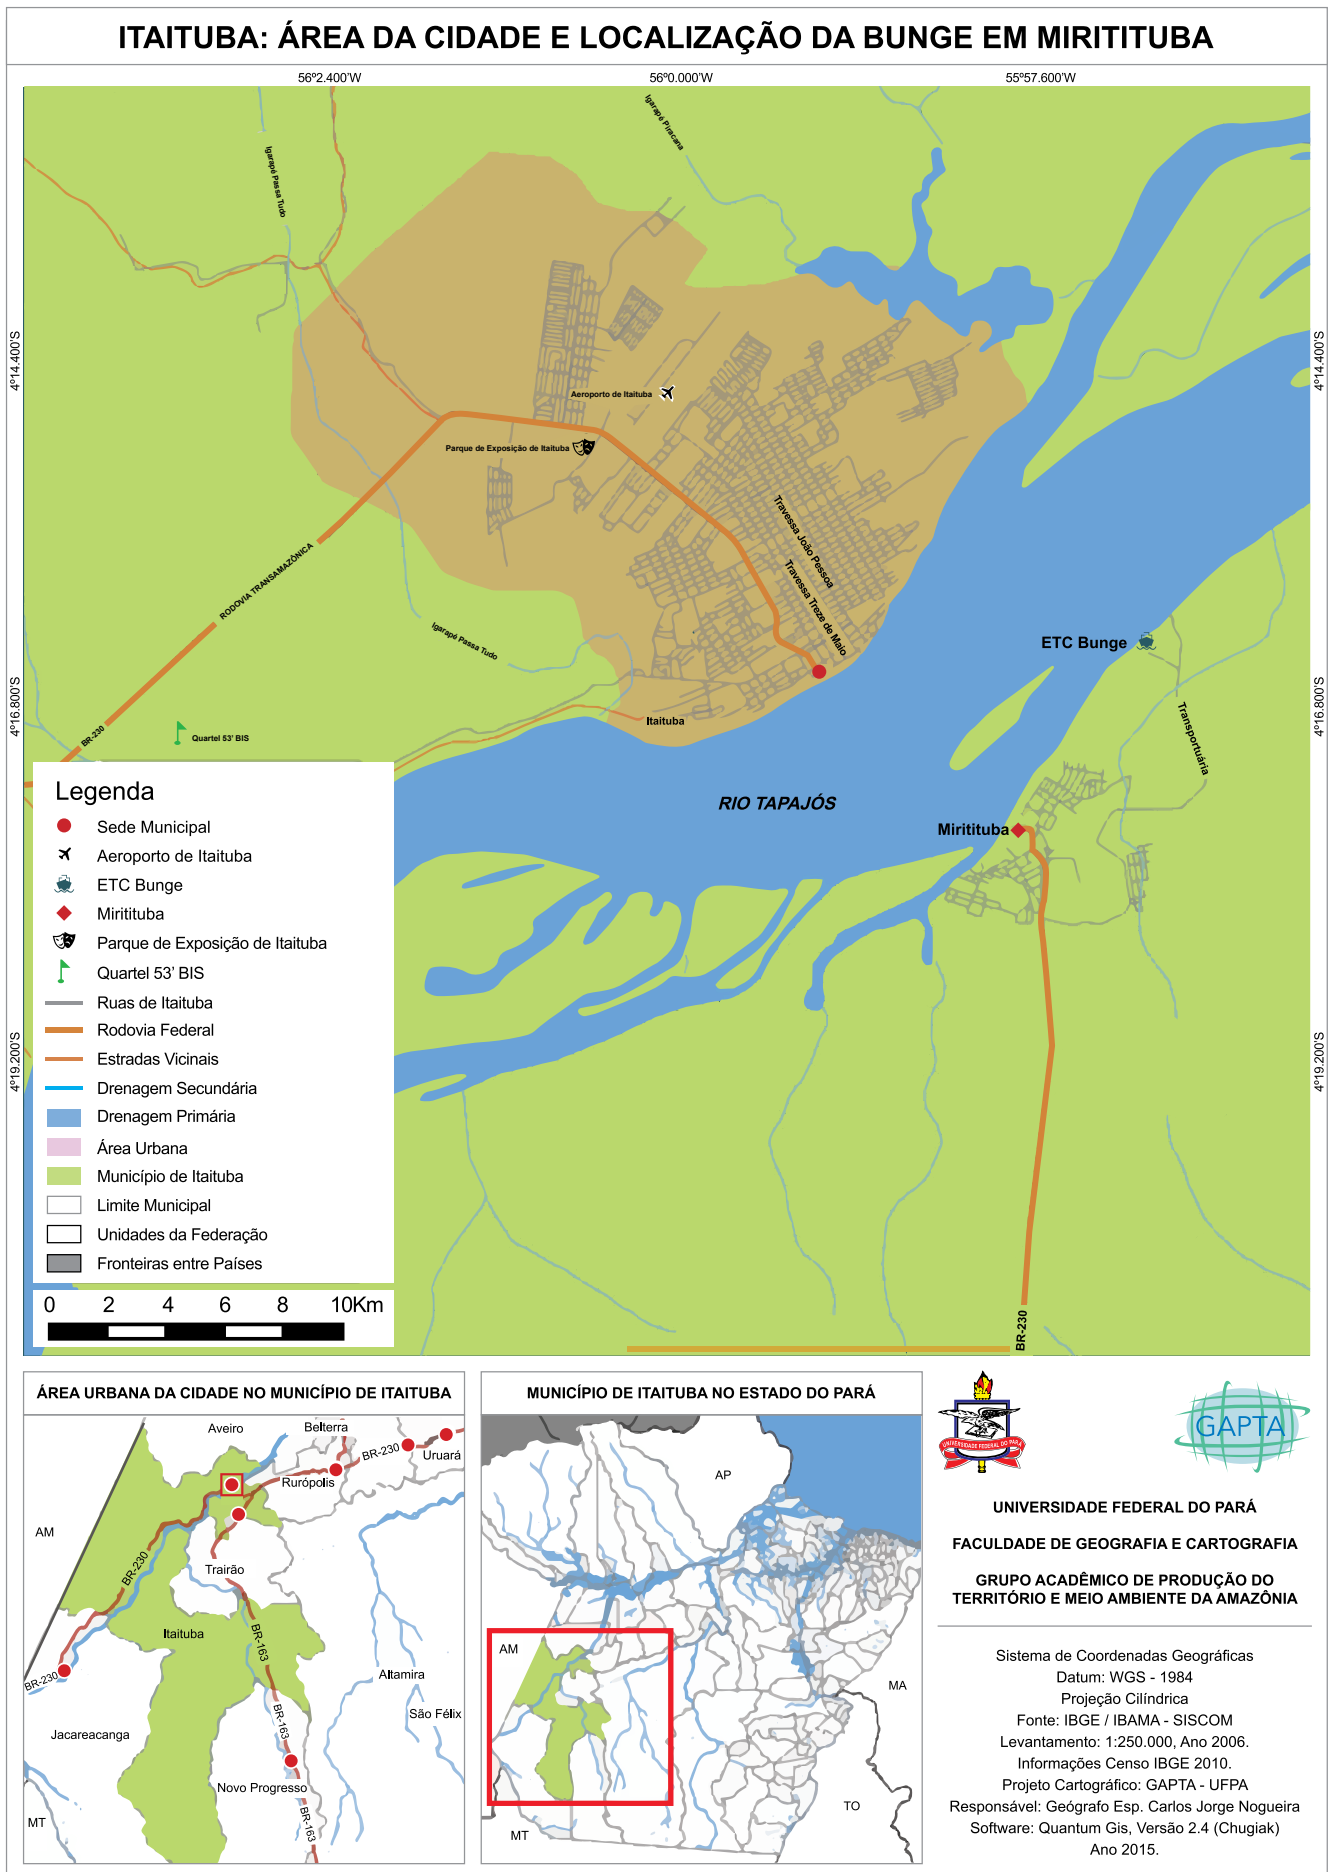 ITAITUBA: ÁREA DA CIDADE E LOCALIZAÇÃO DA BUNGE EM MIRITITUBA
56º2.400'W
56º0.000'W
55º57.600'W
4º14.400'S
4º14.400'S
4º16.800'S
4º16.800'S
4º19.200'S
4º19.200'S
Igarapé Piracana
Igarapé Passa Tudo
Aeroporto de Itaituba
Parque de Exposição de Itaituba
Travessa João Pessoa
Travessa Treze de Maio
RODOVIA TRANSAMAZÔNICA
Igarapé Passa Tudo
ETC Bunge
Transportuária
Itaituba
BR-230
Quartel 53' BIS
RIO TAPAJÓS
Miritituba
BR-230
Legenda
Sede Municipal
Aeroporto de Itaituba
ETC Bunge
Miritituba
Parque de Exposição de Itaituba
Quartel 53' BIS
Ruas de Itaituba
Rodovia Federal
Estradas Vicinais
Drenagem Secundária
Drenagem Primária
Área Urbana
Município de Itaituba
Limite Municipal
Unidades da Federação
Fronteiras entre Países
0 2 4 6 8 10Km
ÁREA URBANA DA CIDADE NO MUNICÍPIO DE ITAITUBA
Aveiro
Belterra
BR-230
Uruará
Rurópolis
AM
Trairão
BR-230
Itaituba
BR-163
Altamira
BR-230
São Félix
BR-163
Jacareacanga
Novo Progresso
BR-163
MT
MUNICÍPIO DE ITAITUBA NO ESTADO DO PARÁ
AP
AM
MA
TO
MT
UNIVERSIDADE FEDERAL DO PARÁ
GAPTA
UNIVERSIDADE FEDERAL DO PARÁ
FACULDADE DE GEOGRAFIA E CARTOGRAFIA
GRUPO ACADÊMICO DE PRODUÇÃO DO
TERRITÓRIO E MEIO AMBIENTE DA AMAZÔNIA
Sistema de Coordenadas Geográficas
Datum: WGS - 1984
Projeção Cilíndrica
Fonte: IBGE / IBAMA - SISCOM
Levantamento: 1:250.000, Ano 2006.
Informações Censo IBGE 2010.
Projeto Cartográfico: GAPTA - UFPA
Responsável: Geógrafo Esp. Carlos Jorge Nogueira
Software: Quantum Gis, Versão 2.4 (Chugiak)
Ano 2015.